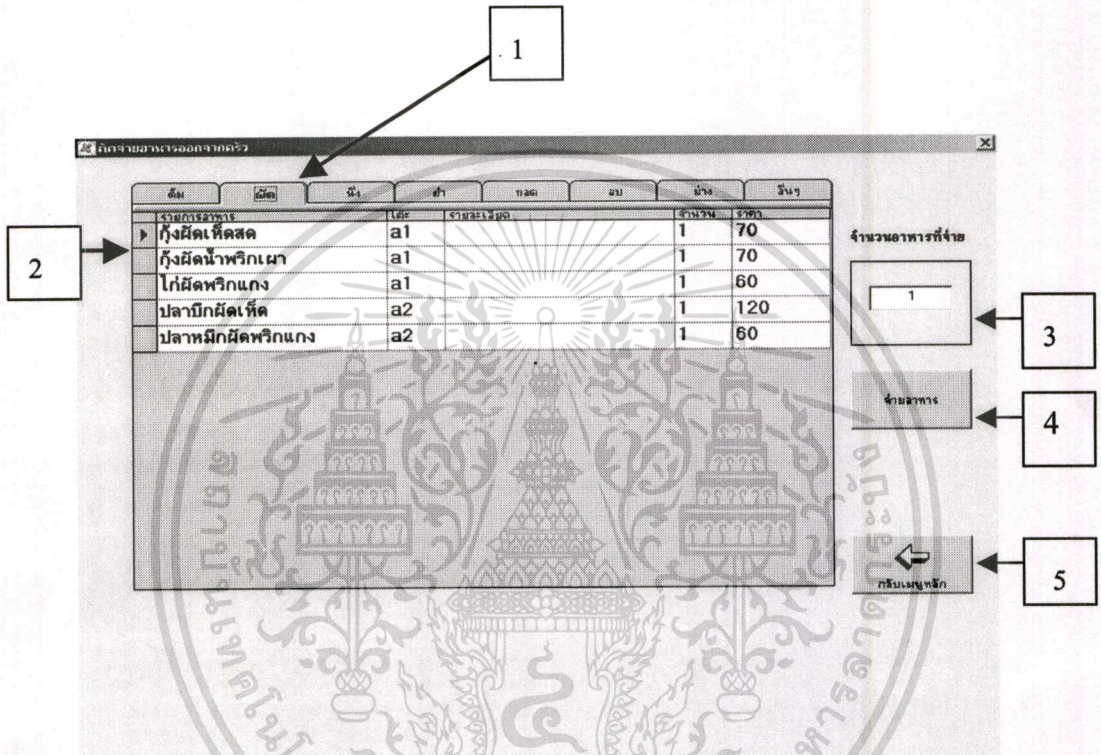 1
ตัดจ่ายอาหารออกจากครัว
ต้ม ผัด นึ่ง ยำ ทอด อบ ย่าง อื่นๆ
รายการอาหาร โต๊ะ รายละเอียด จำนวน ราคา
กุ้งผัดเห็ดสด a1 1 70
กุ้งผัดน้ำพริกเผา a1 1 70
ไก่ผัดพริกแกง a1 1 60
ปลาบึกผัดเห็ด a2 1 120
ปลาหมึกผัดพริกแกง a2 1 60
2
จำนวนอาหารที่จ่าย
1
3
จ่ายอาหาร
4
กลับเมนูหลัก
5